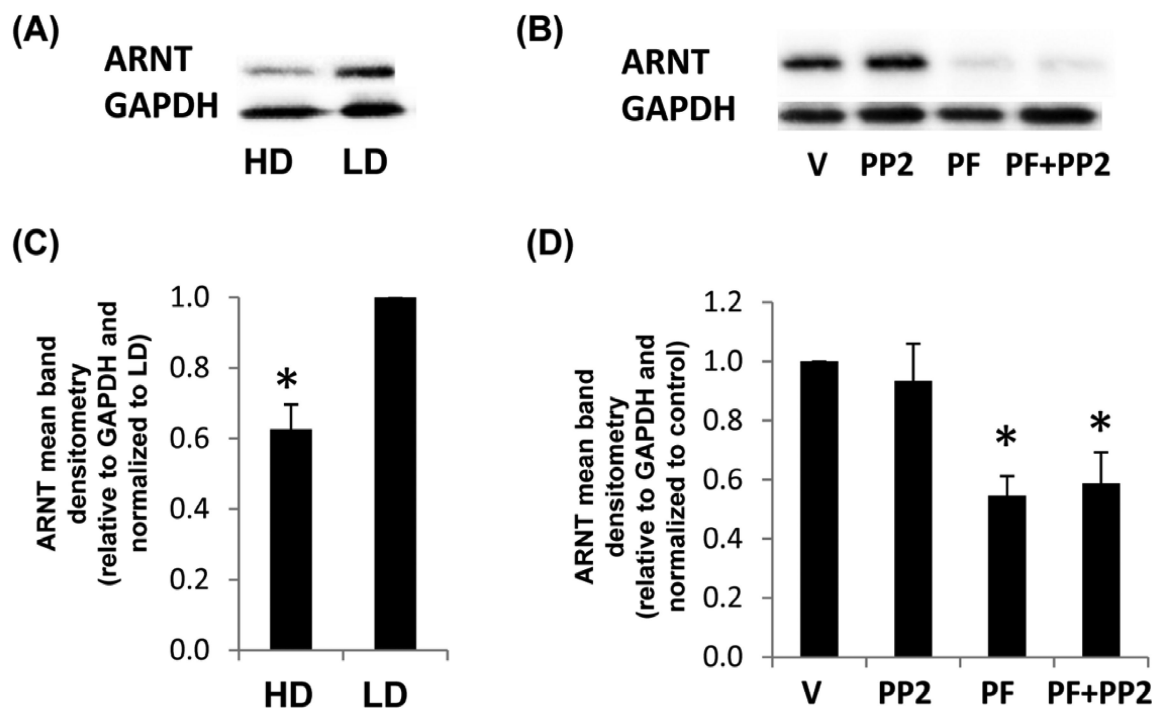 (A)
ARNT
GAPDH
HD LD
(B)
ARNT
GAPDH
V PP2 PF PF+PP2
(C)
ARNT mean band
densitometry
(relative to GAPDH and
normalized to LD)
1.0
0.8
0.6
0.4
0.2
0.0
*
HD LD
(D)
ARNT mean band
densitometry
(relative to GAPDH and
normalized to control)
1.2
1.0
0.8
0.6
0.4
0.2
0.0
* *
V PP2 PF PF+PP2